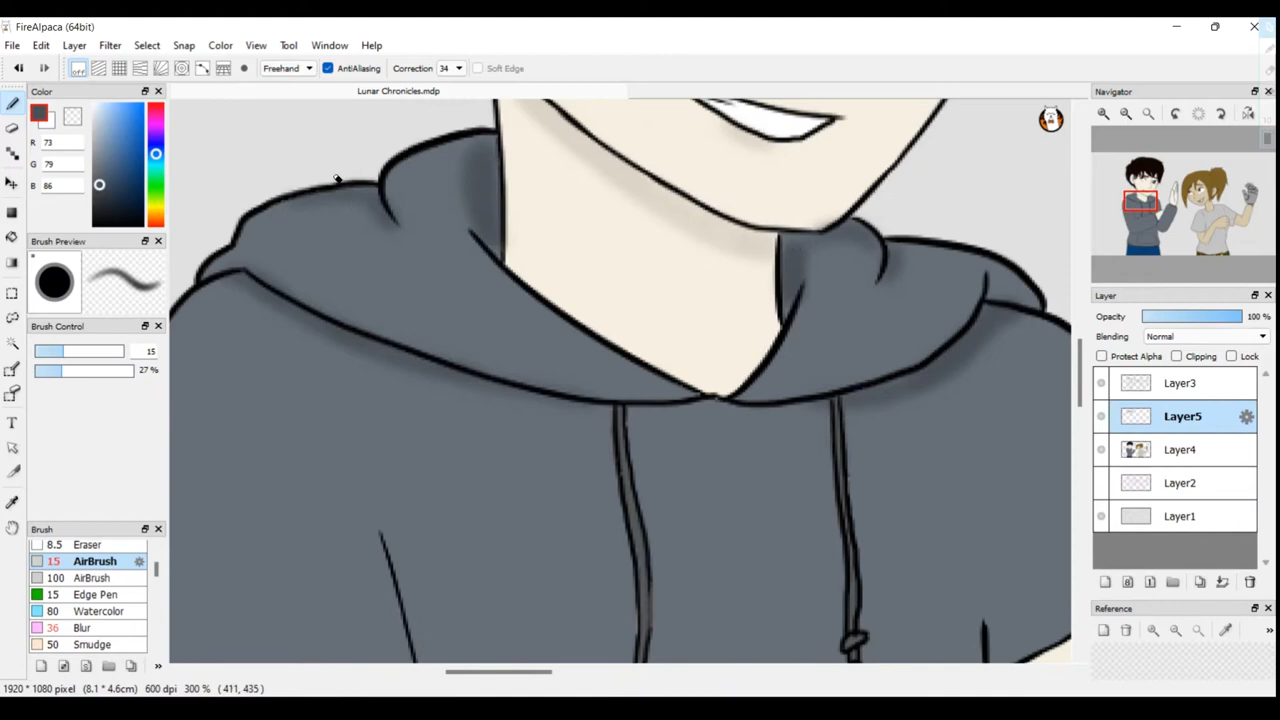 FireAlpaca (64bit)
File Edit Layer Filter Select Snap Color View Tool Window Help
off Freehand AntiAliasing Correction 34 Soft Edge
Color
Lunar Chronicles.mdp
Navigator
R 73
G 79
B 86
Brush Preview
Brush Control
15
27 %
Layer
Opacity 100 %
Blending Normal
Protect Alpha Clipping Lock
Layer3
Layer5
Layer4
Layer2
Layer1
Brush
8.5 Eraser
15 AirBrush
100 AirBrush
15 Edge Pen
80 Watercolor
36 Blur
50 Smudge
Reference
1920 * 1080 pixel (8.1 * 4.6cm) 600 dpi 300 % ( 411, 435 )